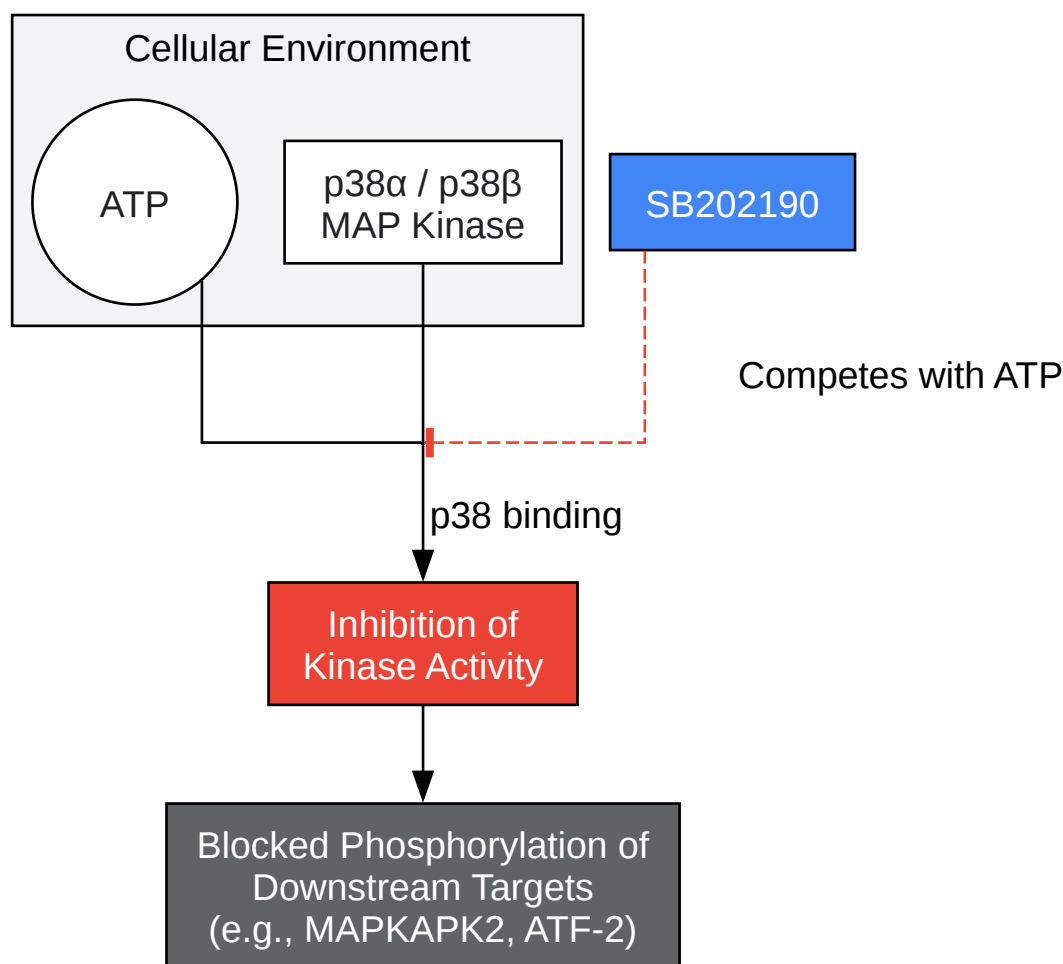 Cellular Environment
ATP
p38α / p38β
MAP Kinase
SB202190
Competes with ATP
p38 binding
Inhibition of
Kinase Activity
Blocked Phosphorylation of
Downstream Targets
(e.g., MAPKAPK2, ATF-2)